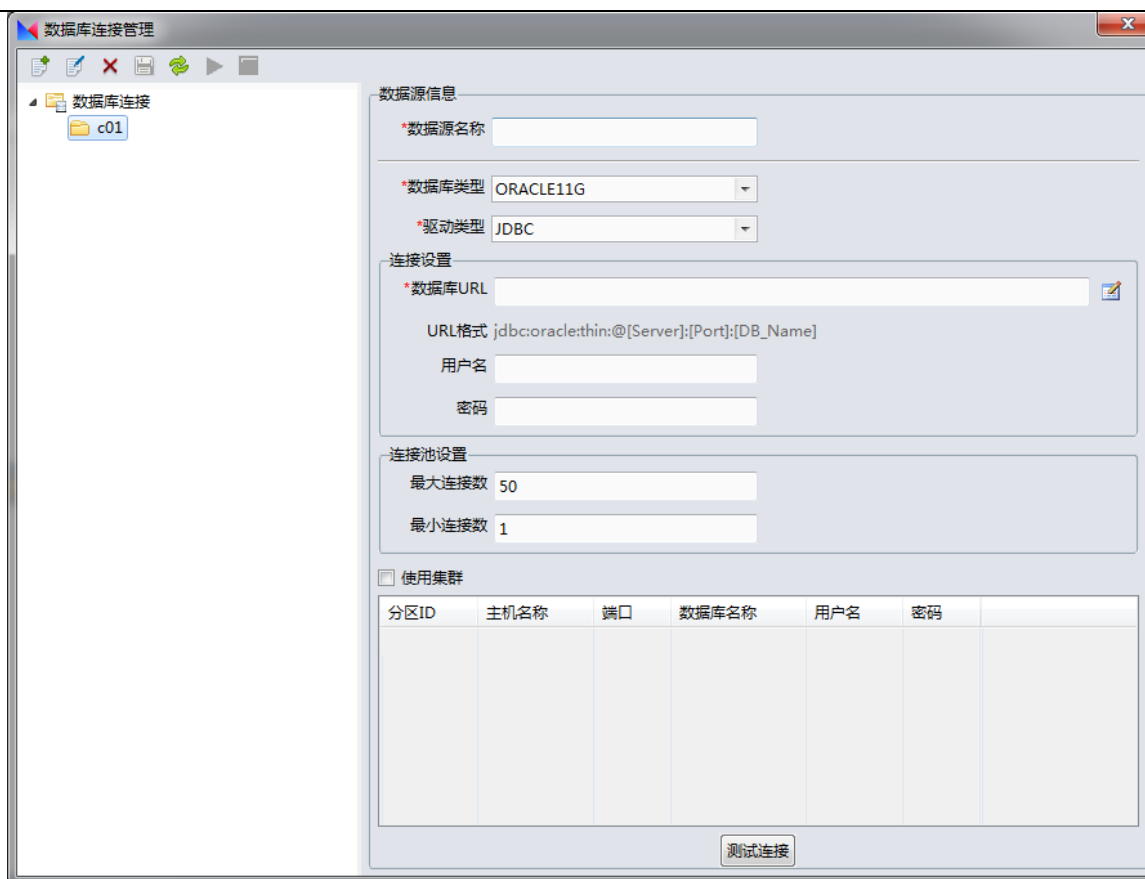 数据库连接管理
数据库连接
c01
数据源信息
*数据源名称
*数据库类型 ORACLE11G
*驱动类型 JDBC
连接设置
*数据库URL
URL格式 jdbc:oracle:thin:@[Server]:[Port]:[DB_Name]
用户名
密码
连接池设置
最大连接数 50
最小连接数 1
使用集群
分区ID 主机名称 端口 数据库名称 用户名 密码
测试连接